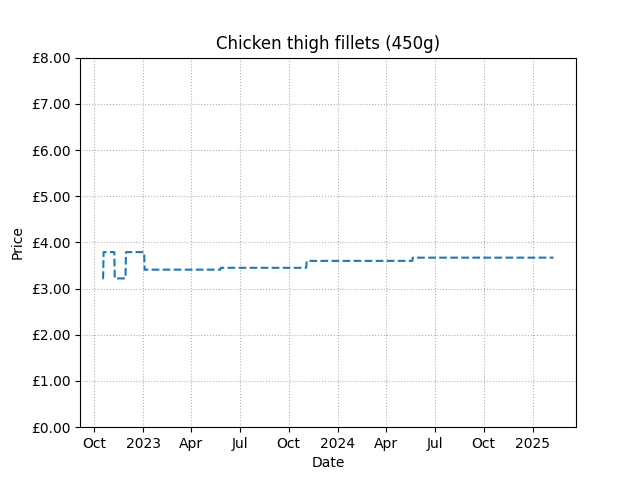 Chicken thigh fillets (450g)
£8.00
£7.00
£6.00
£5.00
£4.00
£3.00
£2.00
£1.00
£0.00
Price
Oct 2023 Apr Jul Oct 2024 Apr Jul Oct 2025
Date